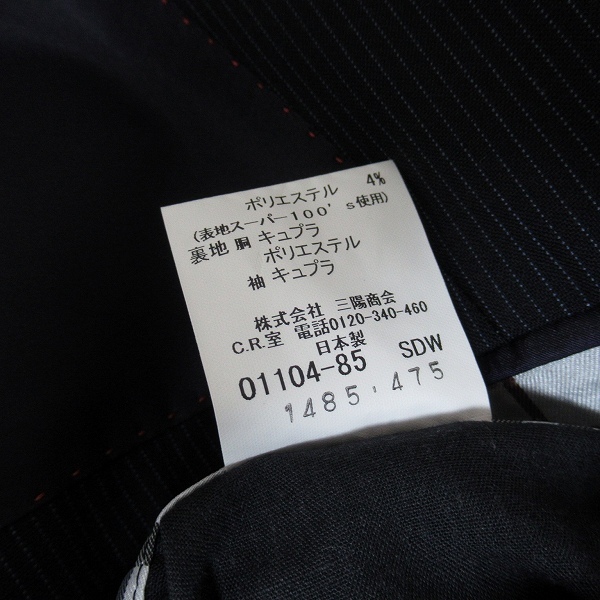 ポリエステル 4%
(表地スーパー100's使用)
裏地 胴 キュプラ
ポリエステル
袖 キュプラ
株式会社 三陽商会
C.R.室 電話0120-340-460
日本製
01104-85 SDW
1485.475